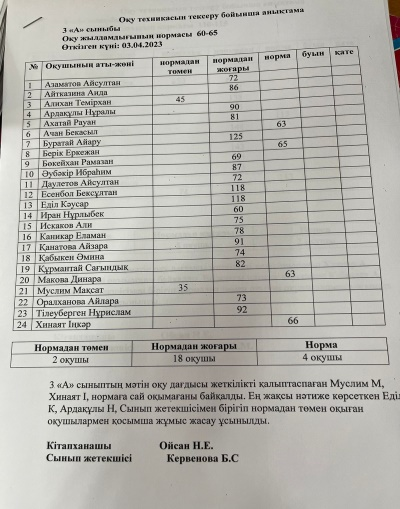 Оқу техникасын тексеру бойынша анықтама
3 «А» сыныбы
Оқу жылдамдығының нормасы 60-65
Өткізген күні: 03.04.2023
№ Оқушының аты-жөні нормадан төмен нормадан жоғары норма буын қате
1 Азаматов Айсултан 72
2 Айтказина Аида 86
3 Алихан Темірхан 45
4 Ардақұлы Нұралы 90
5 Ахатай Рауан 81
6 Ачан Бекасыл 63
7 Буратай Айару 125
8 Берік Еркежан 65
9 Бөкейхан Рамазан 69
10 Әубәкір Ибраһим 87
11 Даулетов Айсултан 72
12 Есенбол Бексұлтан 118
13 Еділ Кәусар 118
14 Иран Нұрлыбек 60
15 Искаков Али 75
16 Каникар Еламан 78
17 Қанатова Айзара 91
18 Қабыкен Әмина 74
19 Құрмантай Сағындык 82
20 Макова Динара 63
21 Муслим Мақсат 35
22 Оралханова Айлара 73
23 Тілеуберген Нұрислам 92
24 Хинаят Іңкәр 66
Нормадан төмен Нормадан жоғары Норма
2 оқушы 18 оқушы 4 оқушы
3 «А» сыныптың мәтін оқу дағдысы жеткілікті қалыптаспаған Муслим М,
Хинаят І, нормаға сай оқымағаны байқалды. Ең жақсы нәтиже көрсеткен Еділ
К, Ардақұлы Н, Сынып жетекшісімен бірігіп нормадан төмен оқыған
оқушылармен қосымша жұмыс жасау ұсынылды.
Кітапханашы Ойсан Н.Е.
Сынып жетекшісі Кервенова Б.С